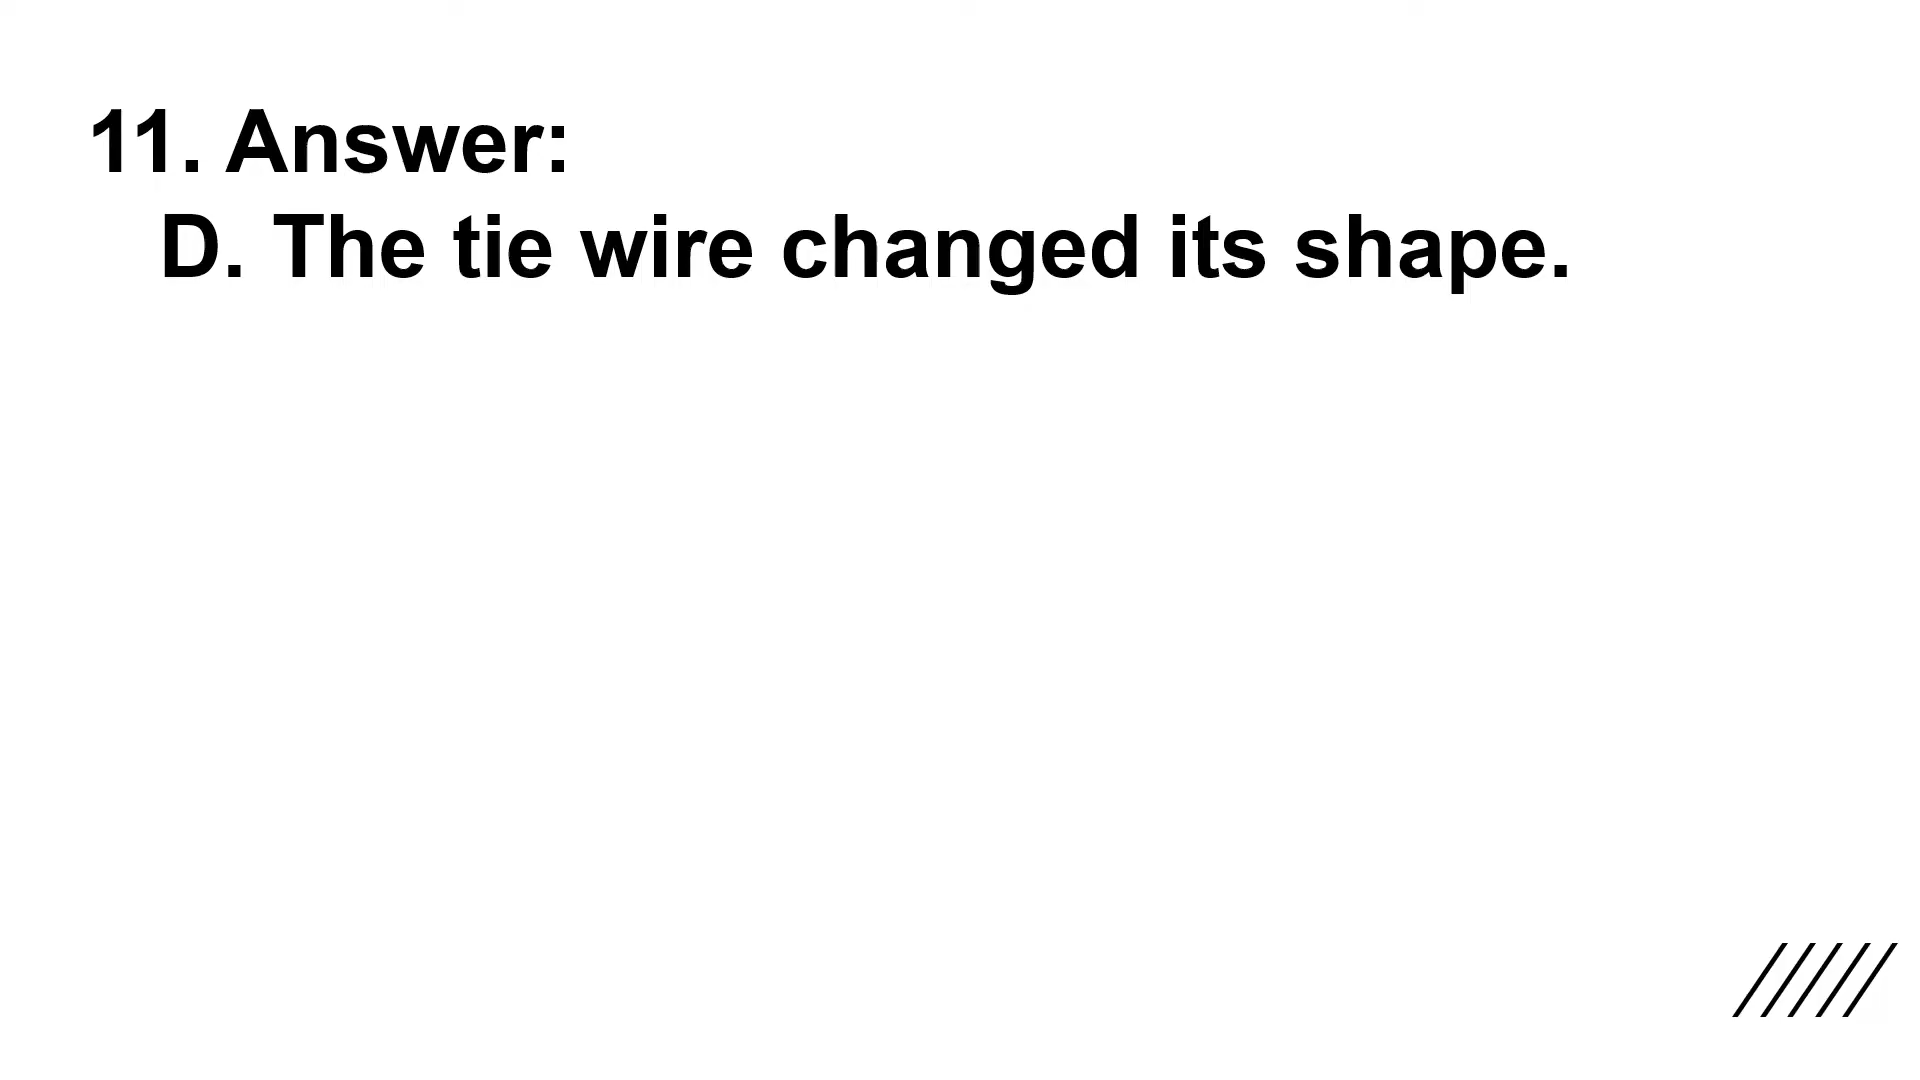 11. Answer:
D. The tie wire changed its shape.